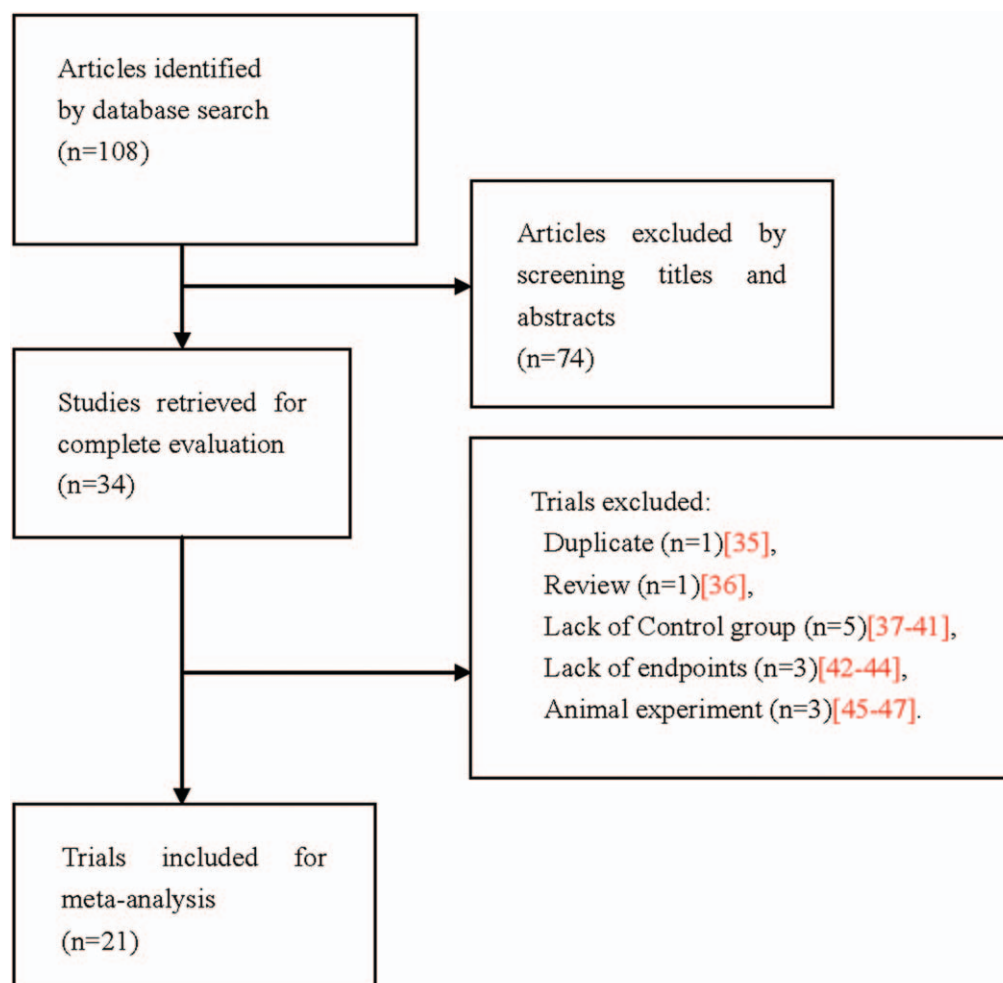 Articles identified
by database search
(n=108)
Articles excluded by
screening titles and
abstracts
(n=74)
Studies retrieved for
complete evaluation
(n=34)
Trials excluded:
Duplicate (n=1)[35],
Review (n=1)[36],
Lack of Control group (n=5)[37-41],
Lack of endpoints (n=3)[42-44],
Animal experiment (n=3)[45-47].
Trials included for
meta-analysis
(n=21)